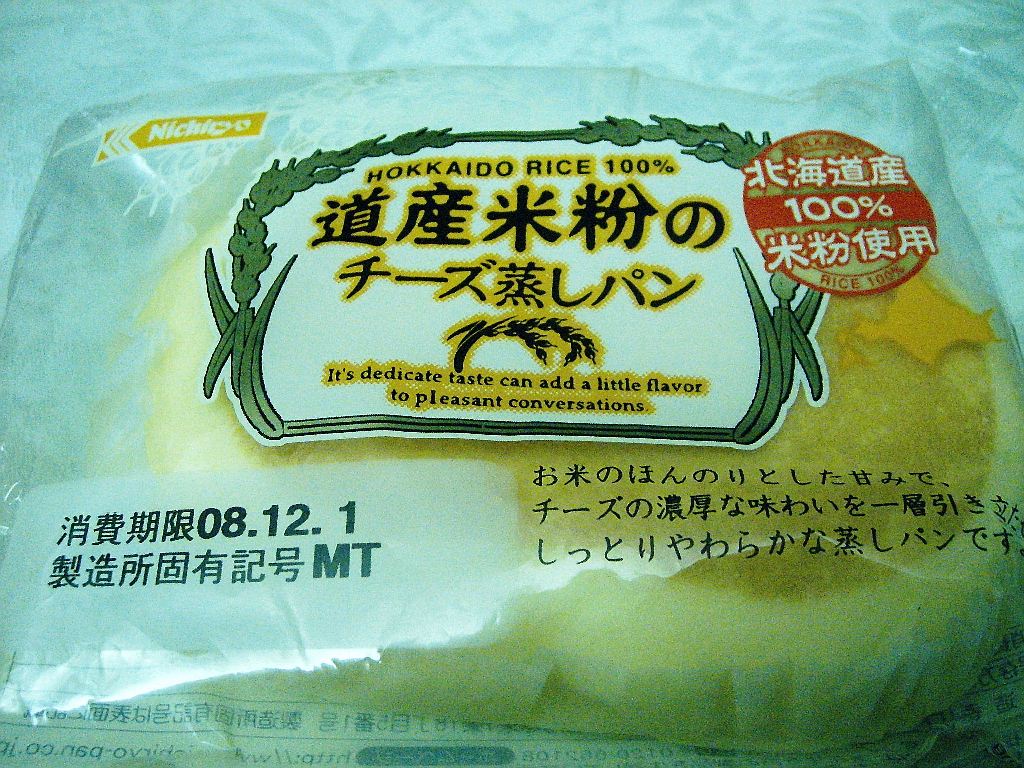 Nichiryo
HOKKAIDO RICE 100%
道産米粉の
チーズ蒸しパン
It's dedicate taste can add a little flavor
to pleasant conversations.
北海道産
100%
米粉使用
RICE 100%
お米のほんのりとした甘みで、
チーズの濃厚な味わいを一層引き立た
しっとりやわらかな蒸しパンです。
消費期限08.12. 1
製造所固有記号MT